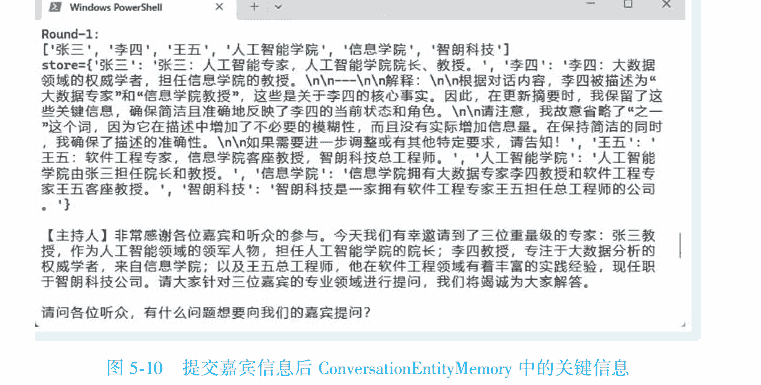 Windows PowerShell
Round-1:
['张三', '李四', '王五', '人工智能学院', '信息学院', '智朗科技']
store={'张三': '张三：人工智能专家，人工智能学院院长、教授。', '李四': '李四：大数据
领域的权威学者，担任信息学院的教授。\n\n---\n\n解释：\n\n根据对话内容，李四被描述为“
大数据专家”和“信息学院教授”，这些是关于李四的核心事实。因此，在更新摘要时，我保留了这
些关键信息，确保简洁且准确地反映了李四的当前状态和角色。\n\n请注意，我故意省略了“之
一”这个词，因为它在描述中增加了不必要的模糊性，而且没有实际增加信息量。在保持简洁的同时
，我确保了描述的准确性。\n\n如果需要进一步调整或有其他特定要求，请告知！', '王五': '
王五：软件工程专家，信息学院客座教授，智朗科技总工程师。', '人工智能学院': '人工智能
学院由张三担任院长和教授。', '信息学院': '信息学院拥有大数据专家李四教授和软件工程专
家王五客座教授。', '智朗科技': '智朗科技是一家拥有软件工程专家王五担任总工程师的公司
。'}
【主持人】非常感谢各位嘉宾和听众的参与。今天我们有幸邀请到了三位重量级的专家：张三教
授，作为人工智能领域的领军人物，担任人工智能学院的院长；李四教授，专注于大数据分析的
权威学者，来自信息学院；以及王五总工程师，他在软件工程领域有着丰富的实践经验，现任职
于智朗科技公司。请大家针对三位嘉宾的专业领域进行提问，我们将竭诚为大家解答。
请问各位听众，有什么问题想要向我们的嘉宾提问？
图 5-10 提交嘉宾信息后 ConversationEntityMemory 中的关键信息